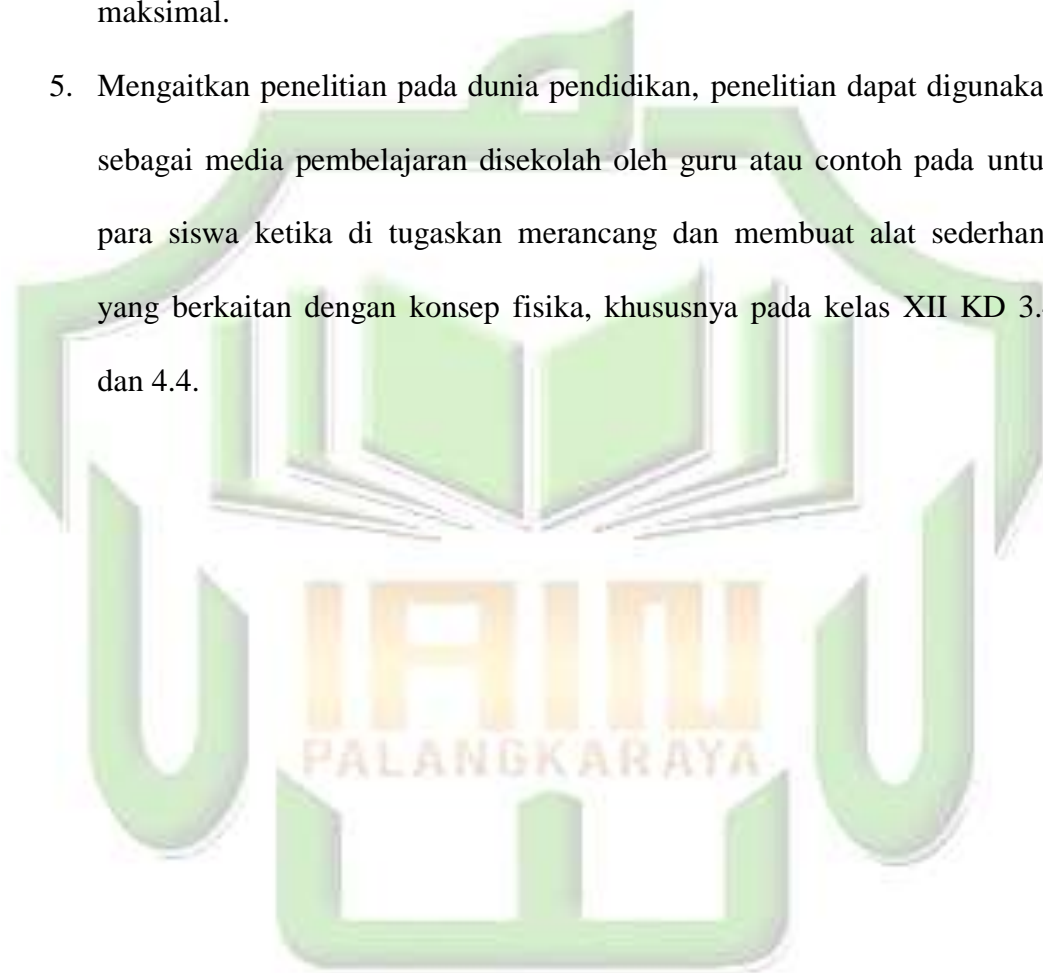 maksimal.
5. Mengaitkan penelitian pada dunia pendidikan, penelitian dapat digunaka
sebagai media pembelajaran disekolah oleh guru atau contoh pada untu
para siswa ketika di tugaskan merancang dan membuat alat sederhan
yang berkaitan dengan konsep fisika, khususnya pada kelas XII KD 3.
dan 4.4.
IAIN
PALANGKARAYA